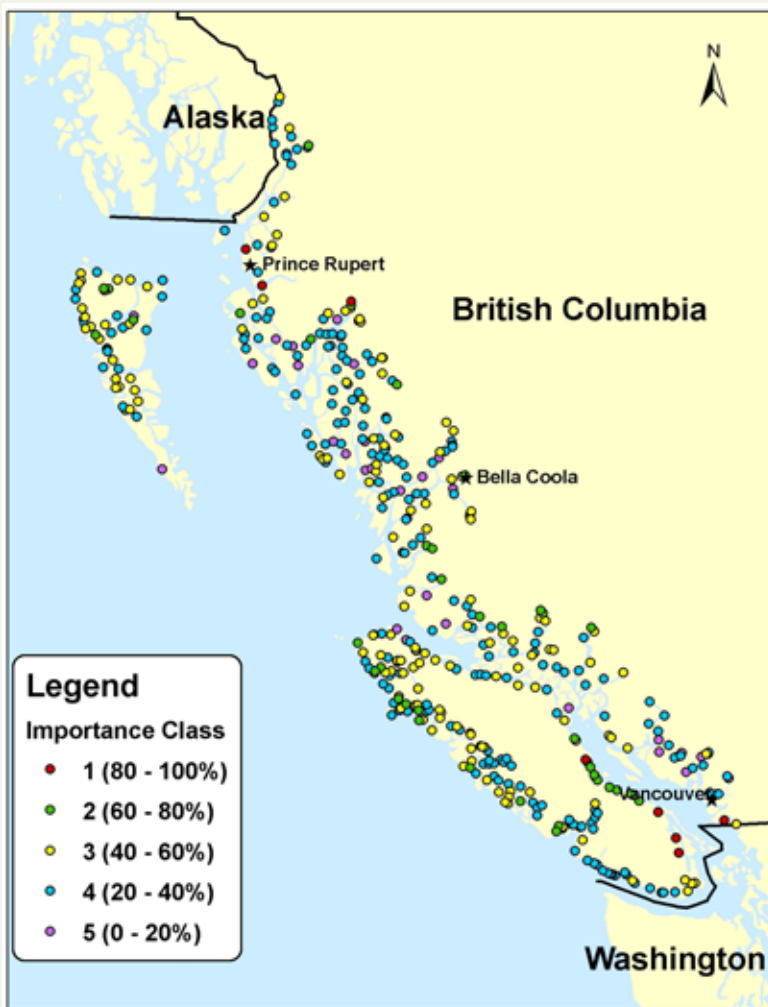 N
Alaska
Prince Rupert
British Columbia
Bella Coola
Vancouver
Legend
Importance Class
1 (80 - 100%)
2 (60 - 80%)
3 (40 - 60%)
4 (20 - 40%)
5 (0 - 20%)
Washington